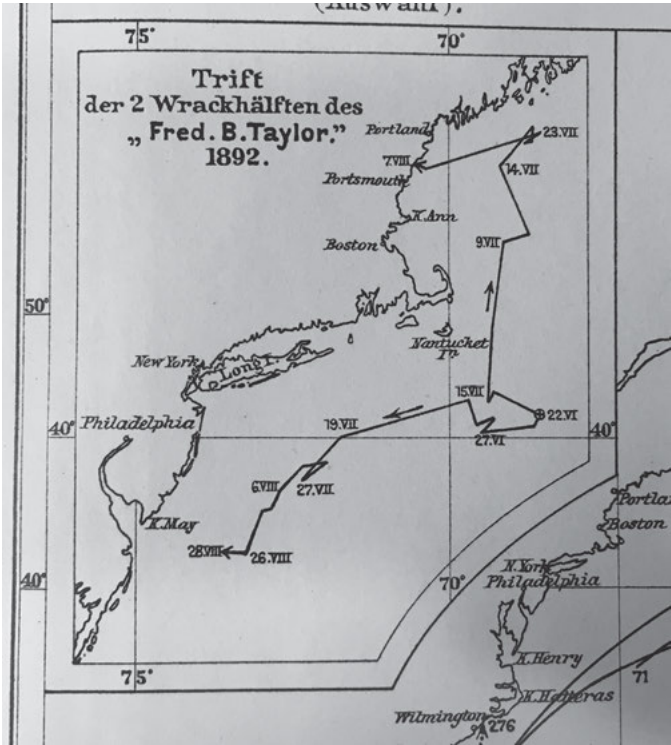 (Auswahl).
75°
70
Trift
der 2 Wrackhälften des
„Fred. B. Taylor.”
1892.
Portland
23.VII
7.VIII
14.VII
Portsmouth
K.Ann
Boston
9.VII
50°
Nantucket
In
New York
Long I.
15.VII
22.VI
Philadelphia
19.VII
27.VI
40°
40°
6.VIII
27.VII
K.May
28.VIII
26.VIII
40°
70°
75°
Portla
Boston
N.York
Philadelphia
K.Henry
K.Hatteras
71
Wilmington
276